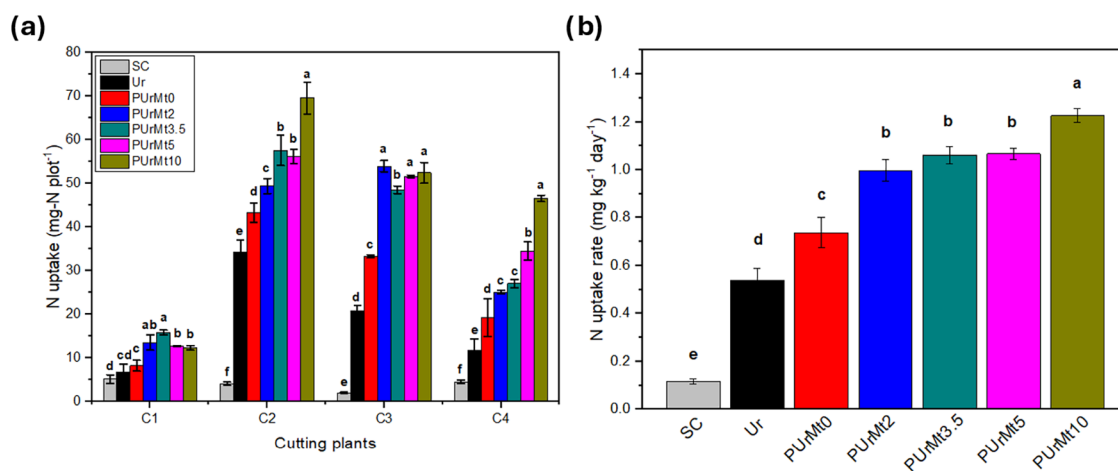 (a)
80
70
60
50
40
30
20
10
0
N uptake (mg-N plot⁻¹)
SC
Ur
PUrMt0
PUrMt2
PUrMt3.5
PUrMt5
PUrMt10
d cd c ab a b b
f e d c b b a
e d c a b a a
f e d c c b a
C1 C2 C3 C4
Cutting plants
(b)
1.4
1.2
1.0
0.8
0.6
0.4
0.2
0.0
N uptake rate (mg kg⁻¹ day⁻¹)
e d c b b b a
SC Ur PUrMt0 PUrMt2 PUrMt3.5 PUrMt5 PUrMt10